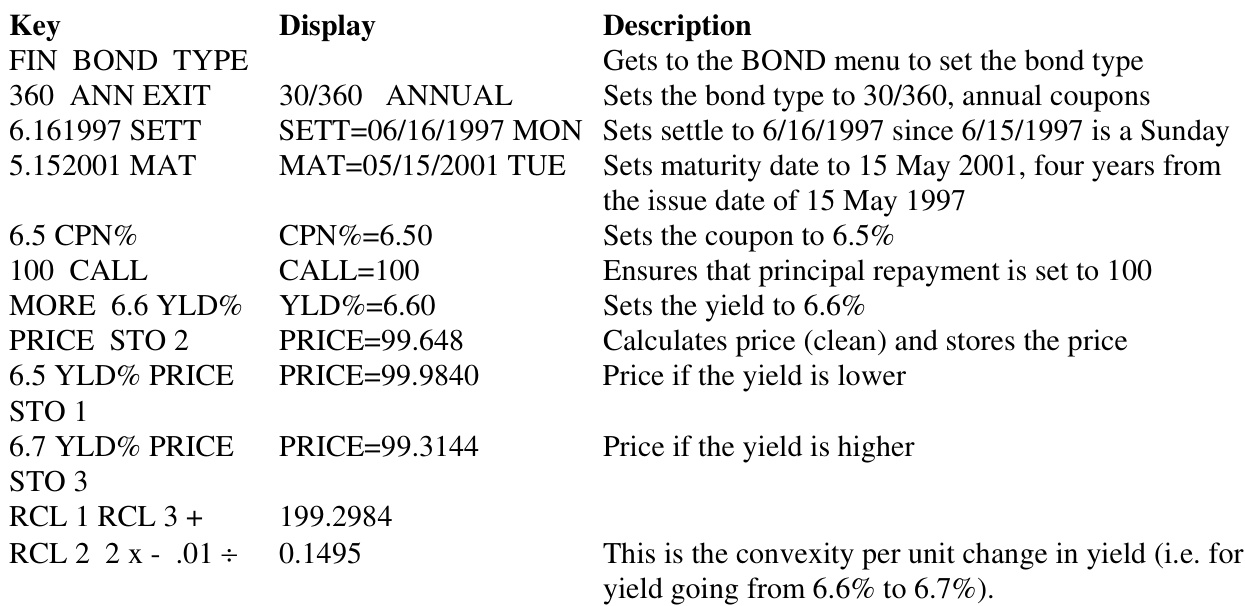 Key Display Description
FIN BOND TYPE Gets to the BOND menu to set the bond type
360 ANN EXIT 30/360 ANNUAL Sets the bond type to 30/360, annual coupons
6.161997 SETT SETT=06/16/1997 MON Sets settle to 6/16/1997 since 6/15/1997 is a Sunday
5.152001 MAT MAT=05/15/2001 TUE Sets maturity date to 15 May 2001, four years from
the issue date of 15 May 1997
6.5 CPN% CPN%=6.50 Sets the coupon to 6.5%
100 CALL CALL=100 Ensures that principal repayment is set to 100
MORE 6.6 YLD% YLD%=6.60 Sets the yield to 6.6%
PRICE STO 2 PRICE=99.648 Calculates price (clean) and stores the price
6.5 YLD% PRICE PRICE=99.9840 Price if the yield is lower
STO 1
6.7 YLD% PRICE PRICE=99.3144 Price if the yield is higher
STO 3
RCL 1 RCL 3 + 199.2984
RCL 2 2 x - .01 ÷ 0.1495 This is the convexity per unit change in yield (i.e. for
yield going from 6.6% to 6.7%).